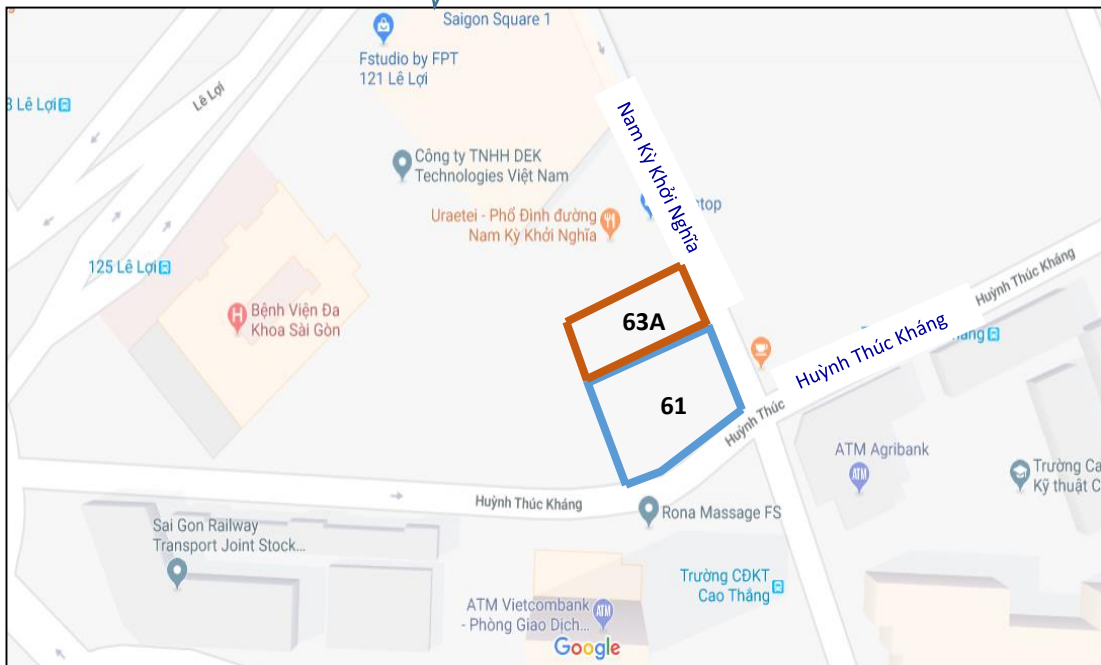 Saigon Square 1
Fstudio by FPT
121 Lê Lợi
Lê Lợi
3 Lê Lợi
Nam Kỳ Khởi Nghĩa
Công ty TNHH DEK
Technologies Việt Nam
top
Uraetei - Phố Đình đường
Nam Kỳ Khởi Nghĩa
125 Lê Lợi
Huỳnh Thúc Kháng
Bệnh Viện Đa
Khoa Sài Gòn
63A
Huỳnh Thúc Kháng
ang
61
Huỳnh Thúc
ATM Agribank
ATM
Trường Ca
Kỹ thuật C
Huỳnh Thúc Kháng
Rona Massage FS
Sai Gon Railway
Transport Joint Stock...
Trường CĐKT
Cao Thắng
ATM Vietcombank
- Phòng Giao Dịch...
ATM
Google